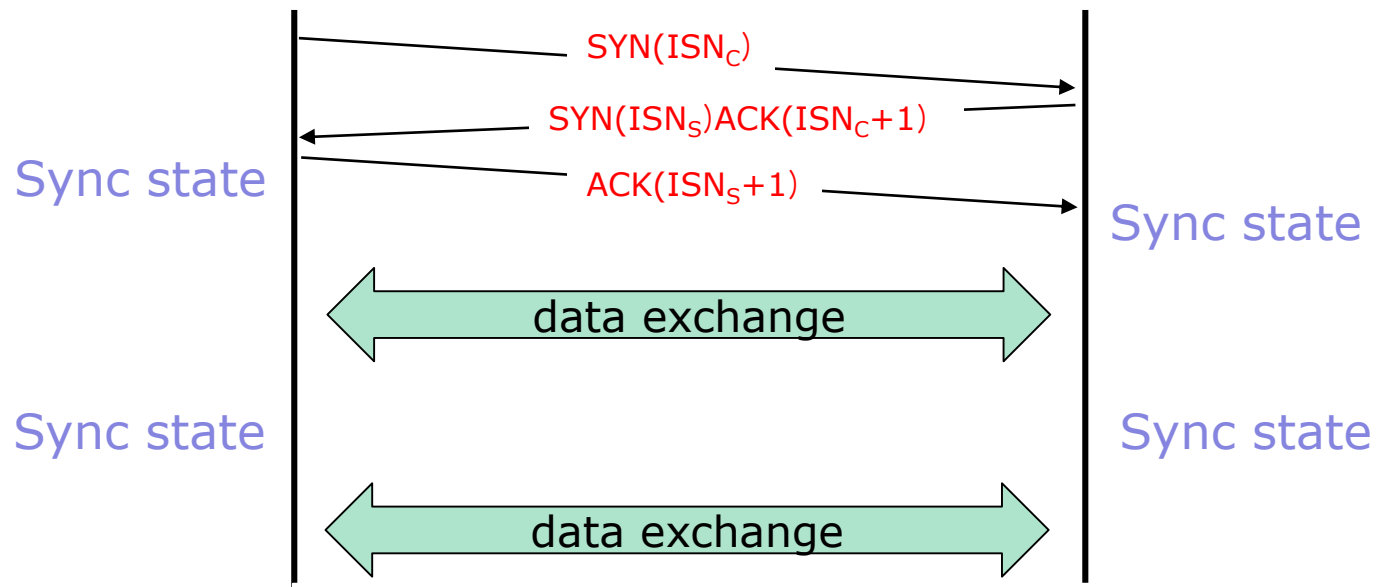 SYN(ISNC)
SYN(ISNS)ACK(ISNC+1)
Sync state
ACK(ISNS+1)
Sync state
data exchange
Sync state
Sync state
data exchange